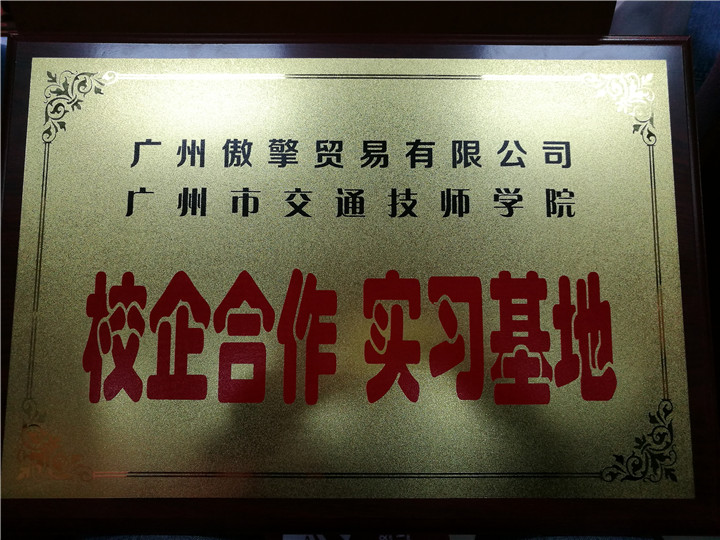 广州傲擎贸易有限公司
广州市交通技师学院
校企合作 实习基地